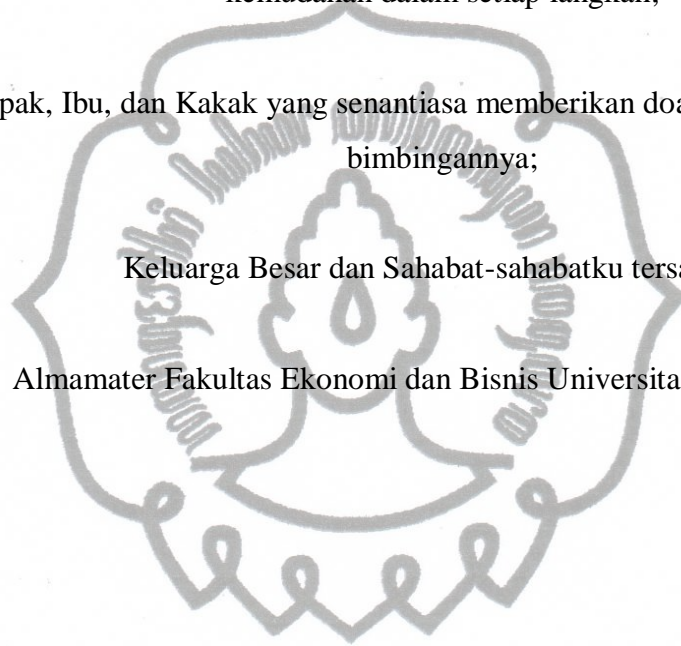 kemudahan dalam setiap langkah;
pak, Ibu, dan Kakak yang senantiasa memberikan doa
bimbingannya;
Keluarga Besar dan Sahabat-sahabatku tersa
Almamater Fakultas Ekonomi dan Bisnis Universita